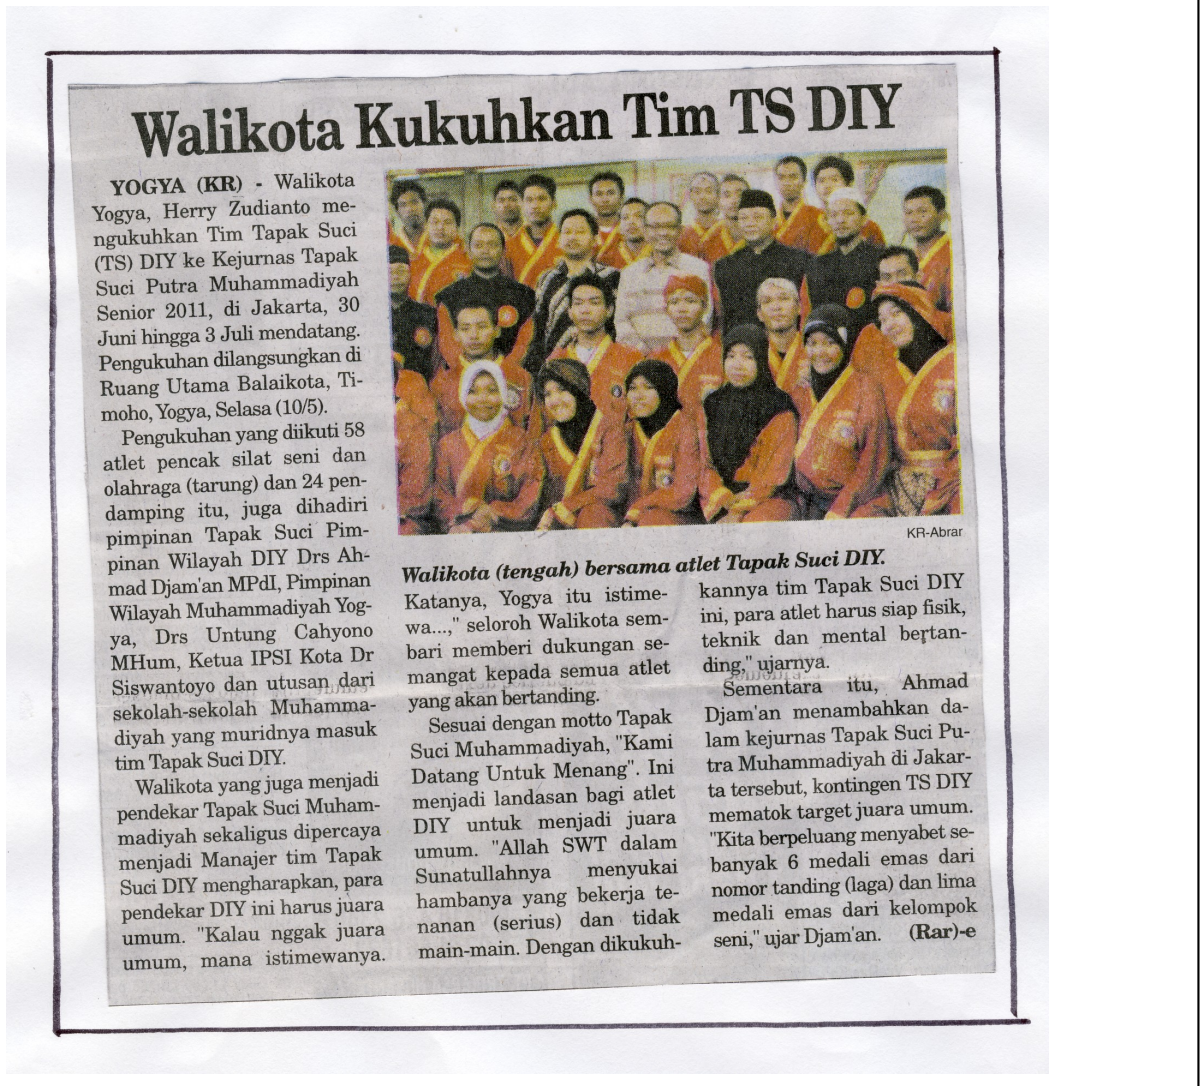 Walikota Kukuhkan Tim TS DIY
YOGYA (KR) - Walikota
Yogya, Herry Zudianto me-
ngukuhkan Tim Tapak Suci
(TS) DIY ke Kejurnas Tapak
Suci Putra Muhammadiyah
Senior 2011, di Jakarta, 30
Juni hingga 3 Juli mendatang.
Pengukuhan dilangsungkan di
Ruang Utama Balaikota, Ti-
moho, Yogya, Selasa (10/5).
Pengukuhan yang diikuti 58
atlet pencak silat seni dan
olahraga (tarung) dan 24 pen-
damping itu, juga dihadiri
pimpinan Tapak Suci Pim-
pinan Wilayah DIY Drs Ah-
mad Djam'an MPdI, Pimpinan
Wilayah Muhammadiyah Yog-
ya, Drs Untung Cahyono
MHum, Ketua IPSI Kota Dr
Siswantoyo dan utusan dari
sekolah-sekolah Muhamma-
diyah yang muridnya masuk
tim Tapak Suci DIY.
Walikota yang juga menjadi
pendekar Tapak Suci Muham-
madiyah sekaligus dipercaya
menjadi Manajer tim Tapak
Suci DIY mengharapkan, para
pendekar DIY ini harus juara
umum. "Kalau nggak juara
umum, mana istimewanya.
KR-Abrar
Walikota (tengah) bersama atlet Tapak Suci DIY.
Katanya, Yogya itu istime-
wa...," seloroh Walikota sem-
bari memberi dukungan se-
mangat kepada semua atlet
yang akan bertanding.
Sesuai dengan motto Tapak
Suci Muhammadiyah, "Kami
Datang Untuk Menang". Ini
menjadi landasan bagi atlet
DIY untuk menjadi juara
umum. "Allah SWT dalam
Sunatullahnya menyukai
hambanya yang bekerja te-
nanan (serius) dan tidak
main-main. Dengan dikukuh-
kannya tim Tapak Suci DIY
ini, para atlet harus siap fisik,
teknik dan mental bertan-
ding," ujarnya.
Sementara itu, Ahmad
Djam'an menambahkan da-
lam kejurnas Tapak Suci Pu-
tra Muhammadiyah di Jakar-
ta tersebut, kontingen TS DIY
mematok target juara umum.
"Kita berpeluang menyabet se-
banyak 6 medali emas dari
nomor tanding (laga) dan lima
medali emas dari kelompok
seni," ujar Djam'an. (Rar)-e